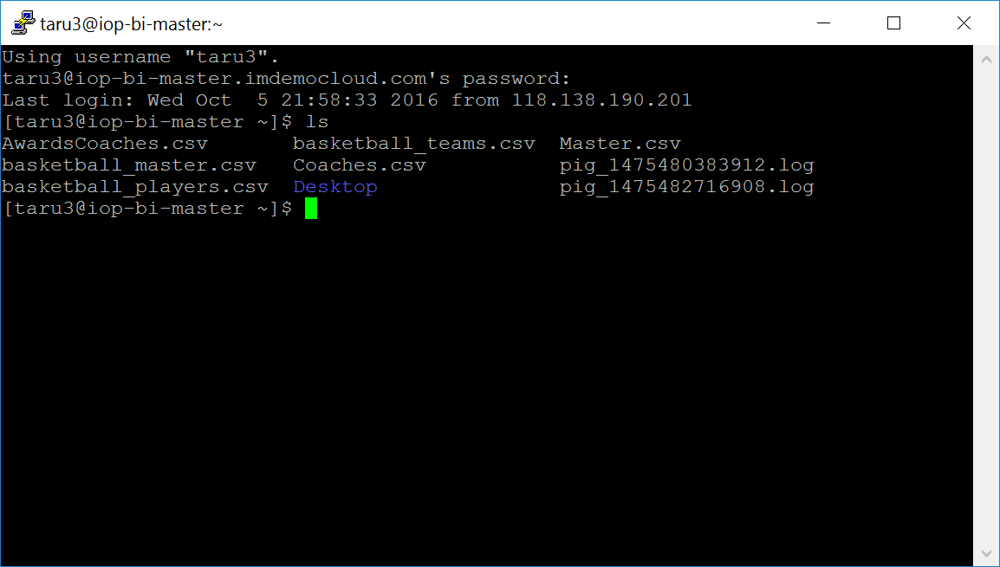 taru3@iop-bi-master:~
Using username "taru3".
taru3@iop-bi-master.imdemocloud.com's password:
Last login: Wed Oct  5 21:58:33 2016 from 118.138.190.201
[taru3@iop-bi-master ~]$ ls
AwardsCoaches.csv       basketball_teams.csv  Master.csv
basketball_master.csv   Coaches.csv           pig_1475480383912.log
basketball_players.csv  Desktop               pig_1475482716908.log
[taru3@iop-bi-master ~]$